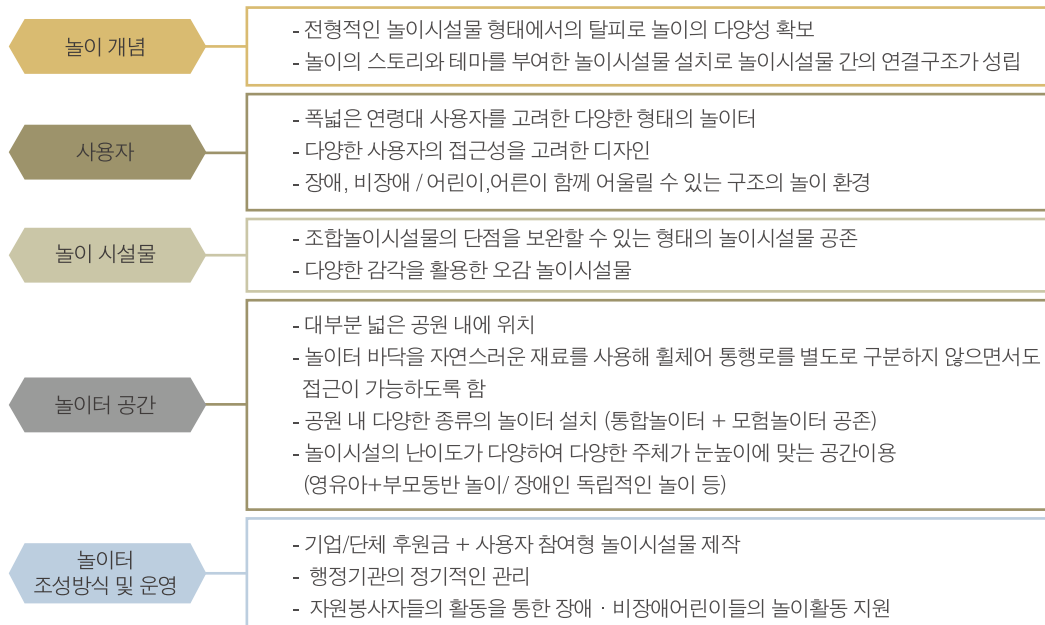 놀이 개념
- 전형적인 놀이시설물 형태에서의 탈피로 놀이의 다양성 확보
- 놀이의 스토리와 테마를 부여한 놀이시설물 설치로 놀이시설물 간의 연결구조가 성립
사용자
- 폭넓은 연령대 사용자를 고려한 다양한 형태의 놀이터
- 다양한 사용자의 접근성을 고려한 디자인
- 장애, 비장애 / 어린이,어른이 함께 어울릴 수 있는 구조의 놀이 환경
놀이 시설물
- 조합놀이시설물의 단점을 보완할 수 있는 형태의 놀이시설물 공존
- 다양한 감각을 활용한 오감 놀이시설물
놀이터 공간
- 대부분 넓은 공원 내에 위치
- 놀이터 바닥을 자연스러운 재료를 사용해 휠체어 통행로를 별도로 구분하지 않으면서도
접근이 가능하도록 함
- 공원 내 다양한 종류의 놀이터 설치 (통합놀이터 + 모험놀이터 공존)
- 놀이시설의 난이도가 다양하여 다양한 주체가 눈높이에 맞는 공간이용
(영유아+부모동반 놀이/ 장애인 독립적인 놀이 등)
놀이터
조성방식 및 운영
- 기업/단체 후원금 + 사용자 참여형 놀이시설물 제작
- 행정기관의 정기적인 관리
- 자원봉사자들의 활동을 통한 장애 · 비장애어린이들의 놀이활동 지원